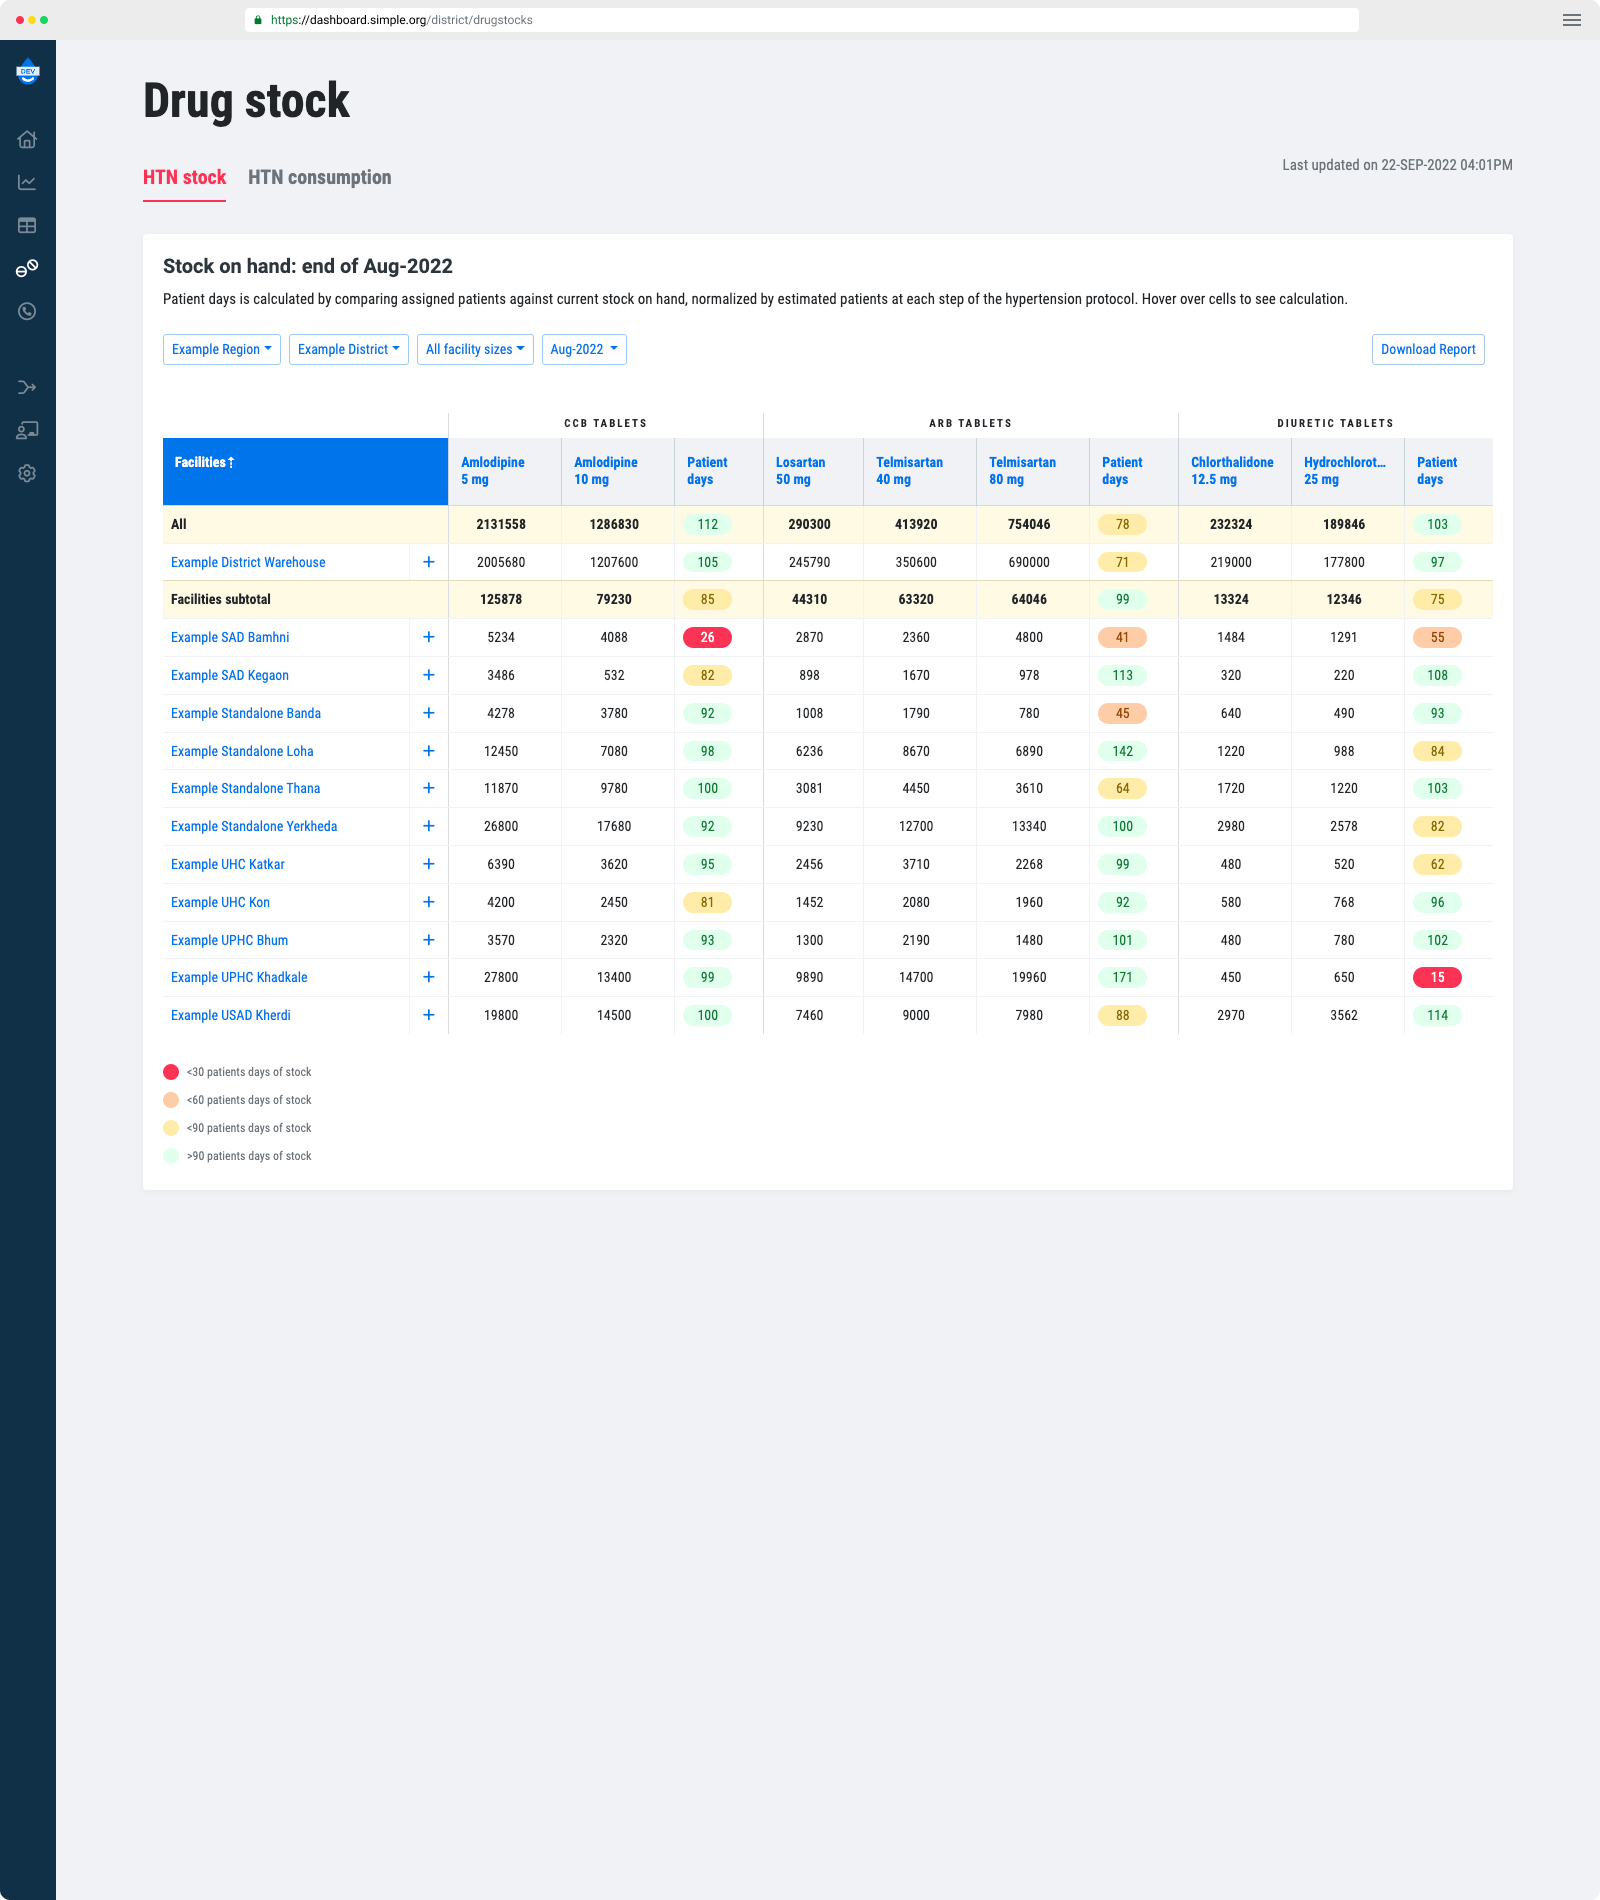 https://dashboard.simple.org/district/drugstocks
DEV
Drug stock
HTN stock HTN consumption
Last updated on 22-SEP-2022 04:01PM
Stock on hand: end of Aug-2022
Patient days is calculated by comparing assigned patients against current stock on hand, normalized by estimated patients at each step of the hypertension protocol. Hover over cells to see calculation.
Example Region Example District All facility sizes Aug-2022 Download Report
CCB TABLETS ARB TABLETS DIURETIC TABLETS
Facilities↑ Amlodipine 5 mg Amlodipine 10 mg Patient days Losartan 50 mg Telmisartan 40 mg Telmisartan 80 mg Patient days Chlorthalidone 12.5 mg Hydrochlorot... 25 mg Patient days
All 2131558 1286830 112 290300 413920 754046 78 232324 189846 103
Example District Warehouse + 2005680 1207600 105 245790 350600 690000 71 219000 177800 97
Facilities subtotal 125878 79230 85 44310 63320 64046 99 13324 12346 75
Example SAD Bamhni + 5234 4088 26 2870 2360 4800 41 1484 1291 55
Example SAD Kegaon + 3486 532 82 898 1670 978 113 320 220 108
Example Standalone Banda + 4278 3780 92 1008 1790 780 45 640 490 93
Example Standalone Loha + 12450 7080 98 6236 8670 6890 142 1220 988 84
Example Standalone Thana + 11870 9780 100 3081 4450 3610 64 1720 1220 103
Example Standalone Yerkheda + 26800 17680 92 9230 12700 13340 100 2980 2578 82
Example UHC Katkar + 6390 3620 95 2456 3710 2268 99 480 520 62
Example UHC Kon + 4200 2450 81 1452 2080 1960 92 580 768 96
Example UPHC Bhum + 3570 2320 93 1300 2190 1480 101 480 780 102
Example UPHC Khadkale + 27800 13400 99 9890 14700 19960 171 450 650 15
Example USAD Kherdi + 19800 14500 100 7460 9000 7980 88 2970 3562 114
<30 patients days of stock
<60 patients days of stock
<90 patients days of stock
>90 patients days of stock